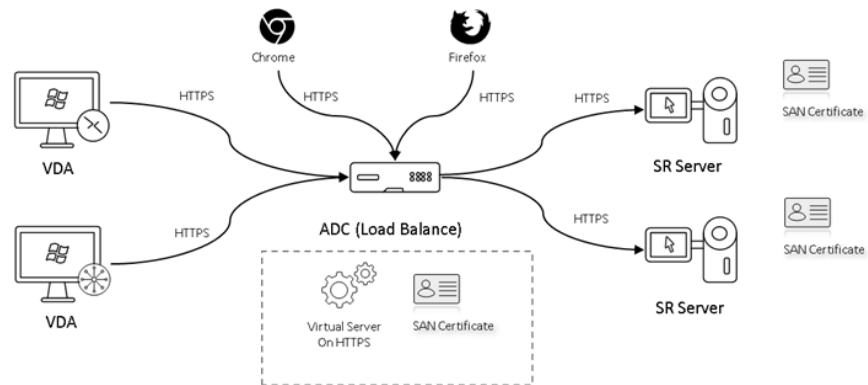 Chrome
Firefox
HTTPS
HTTPS
HTTPS
HTTPS
SAN Certificate
VDA
SR Server
ADC (Load Balance)
HTTPS
HTTPS
SAN Certificate
VDA
SR Server
Virtual Server
On HTTPS
SAN Certificate